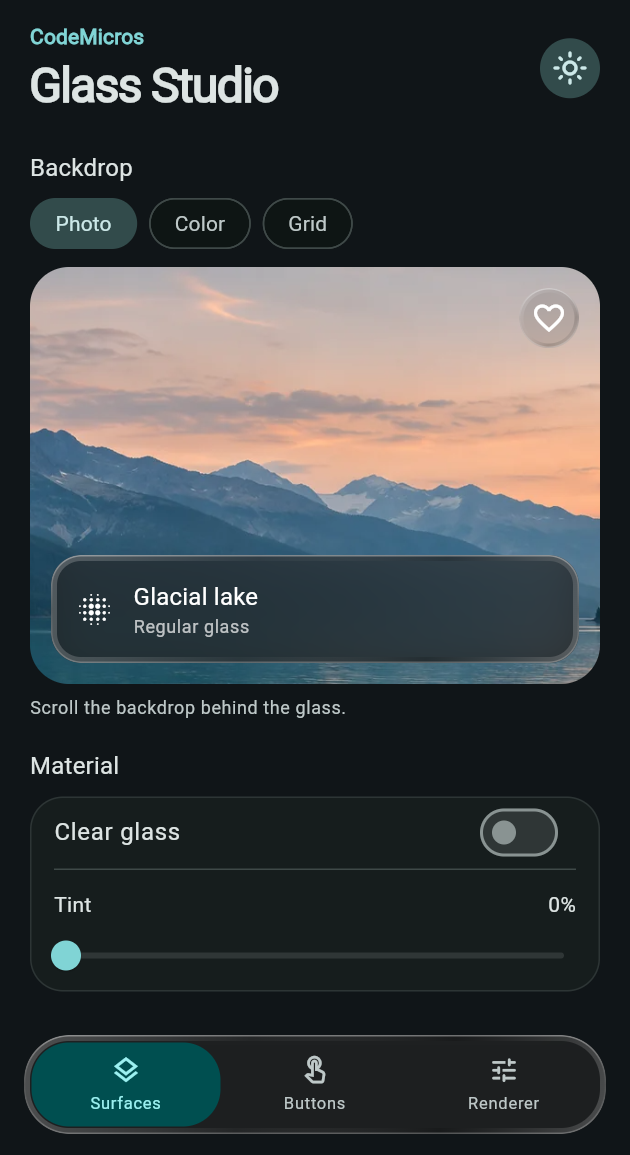 CodeMicros
Glass Studio
Backdrop
Photo
Color
Grid
Glacial lake
Regular glass
Scroll the backdrop behind the glass.
Material
Clear glass
Tint
0%
Surfaces
Buttons
Renderer